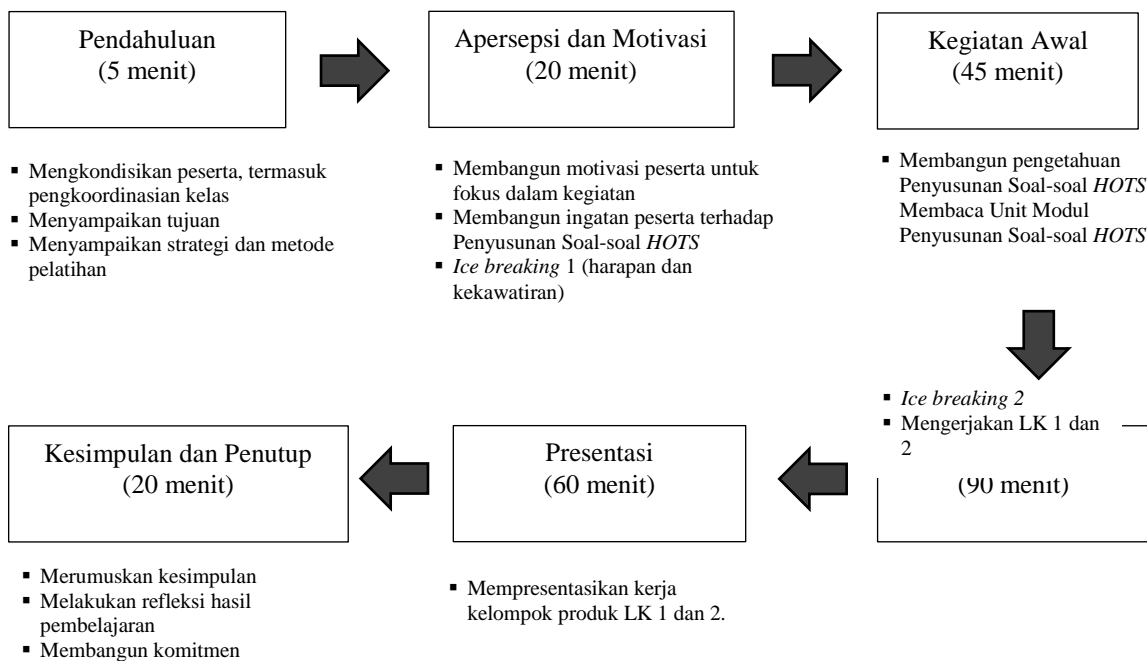 Pendahuluan
(5 menit)
▪ Mengkondisikan peserta, termasuk
pengkoordinasian kelas
▪ Menyampaikan tujuan
▪ Menyampaikan strategi dan metode
pelatihan
Apersepsi dan Motivasi
(20 menit)
▪ Membangun motivasi peserta untuk
fokus dalam kegiatan
▪ Membangun ingatan peserta terhadap
Penyusunan Soal-soal HOTS
▪ Ice breaking 1 (harapan dan
kekawatiran)
Kegiatan Awal
(45 menit)
▪ Membangun pengetahuan
Penyusunan Soal-soal HOTS
Membaca Unit Modul
Penyusunan Soal-soal HOTS
▪ Ice breaking 2
▪ Mengerjakan LK 1 dan
2
(90 menit)
Presentasi
(60 menit)
▪ Mempresentasikan kerja
kelompok produk LK 1 dan 2.
Kesimpulan dan Penutup
(20 menit)
▪ Merumuskan kesimpulan
▪ Melakukan refleksi hasil
pembelajaran
▪ Membangun komitmen